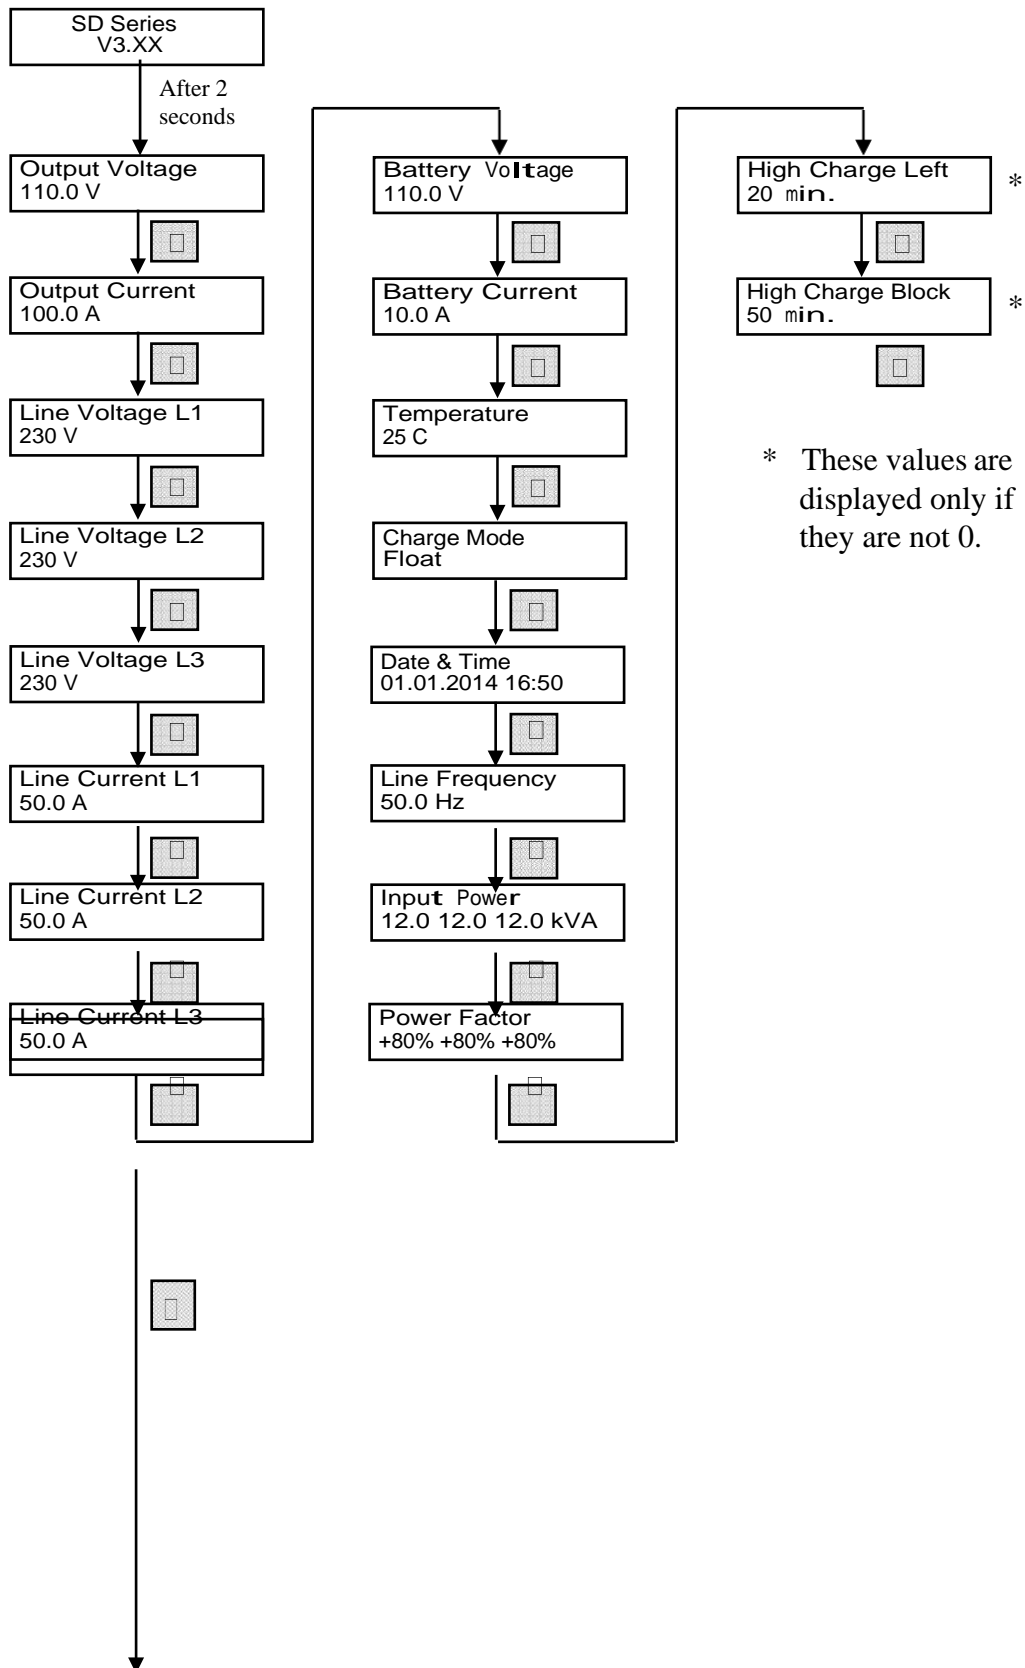 SD Series
V3.XX
After 2
seconds
Output Voltage
110.0 V
Output Current
100.0 A
Line Voltage L1
230 V
Line Voltage L2
230 V
Line Voltage L3
230 V
Line Current L1
50.0 A
Line Current L2
50.0 A
Line Current L3
50.0 A
Battery Voltage
110.0 V
Battery Current
10.0 A
Temperature
25 C
Charge Mode
Float
Date & Time
01.01.2014 16:50
Line Frequency
50.0 Hz
Input Power
12.0 12.0 12.0 kVA
Power Factor
+80% +80% +80%
High Charge Left *
20 min.
High Charge Block *
50 min.
* These values are
displayed only if
they are not 0.